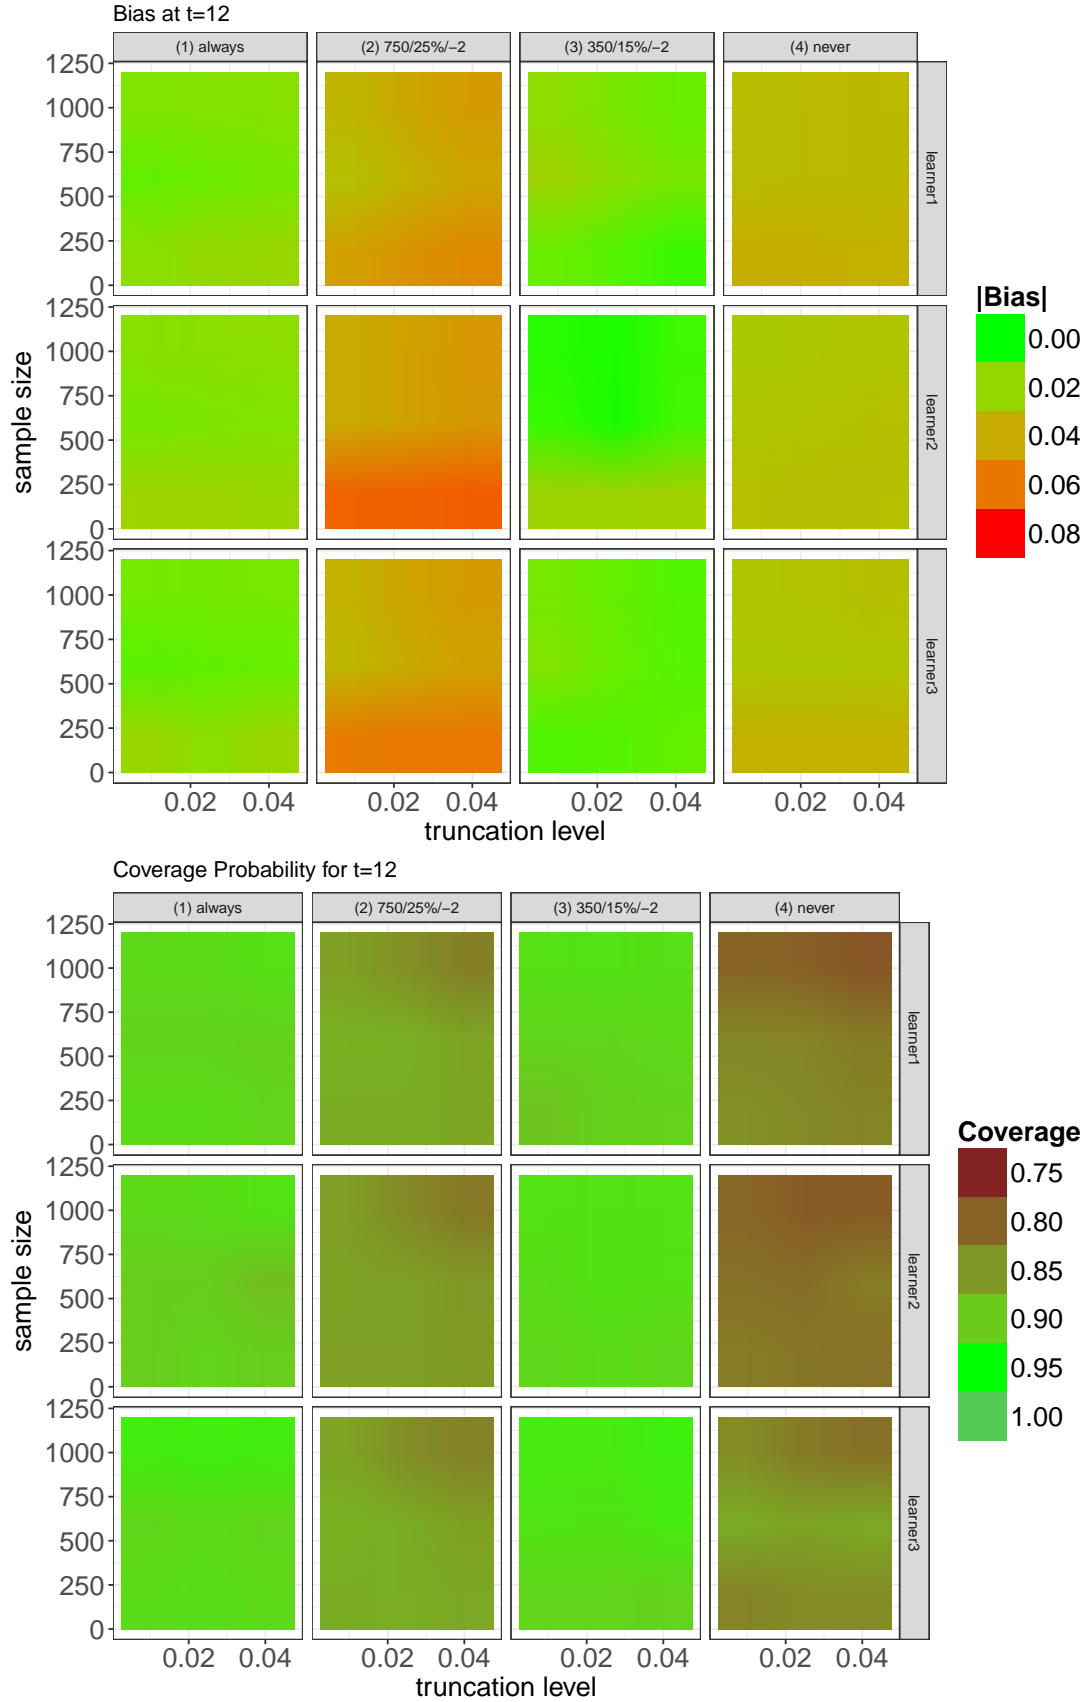 Bias at t=12
(1) always (2) 750/25%/−2 (3) 350/15%/−2 (4) never
1250
1000
750
500
250
0
learner1
1250
1000
750
500
250
0
learner2
1250
1000
750
500
250
0
learner3
sample size
0.02 0.04 0.02 0.04 0.02 0.04 0.02 0.04
truncation level
|Bias|
0.00
0.02
0.04
0.06
0.08
Coverage Probability for t=12
(1) always (2) 750/25%/−2 (3) 350/15%/−2 (4) never
1250
1000
750
500
250
0
learner1
1250
1000
750
500
250
0
learner2
1250
1000
750
500
250
0
learner3
sample size
0.02 0.04 0.02 0.04 0.02 0.04 0.02 0.04
truncation level
Coverage
0.75
0.80
0.85
0.90
0.95
1.00